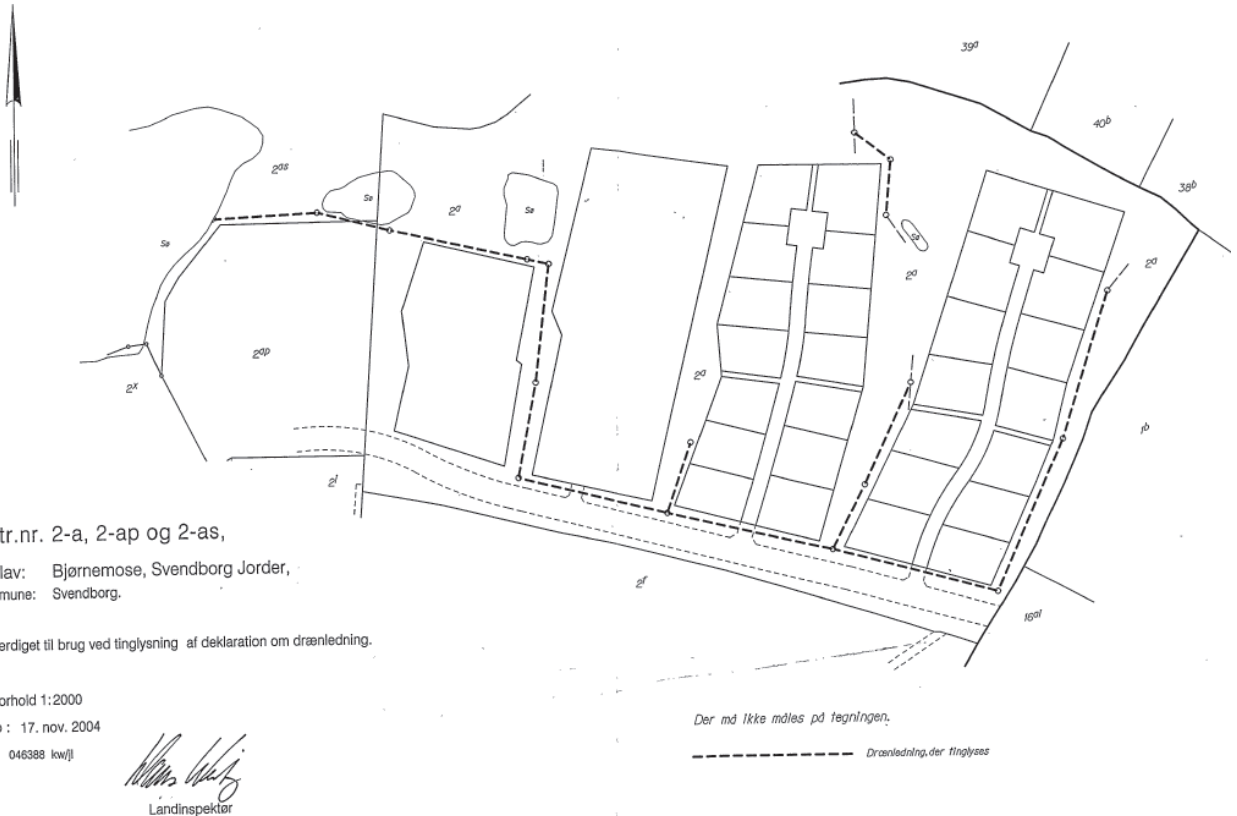 39a
40b
38b
2as
Sø
2a
Sø
Sø
Sø
2a
2a
2ap
2x
2a
1b
2i
2f
16al
tr.nr. 2-a, 2-ap og 2-as,
lav: Bjørnemose, Svendborg Jorder,
mune: Svendborg.
erdiget til brug ved tinglysning af deklaration om drænledning.
orhold 1:2000
: 17. nov. 2004
046388 kw/jl
Landinspektør
Der må ikke måles på tegningen.
Drænledning, der tinglyses